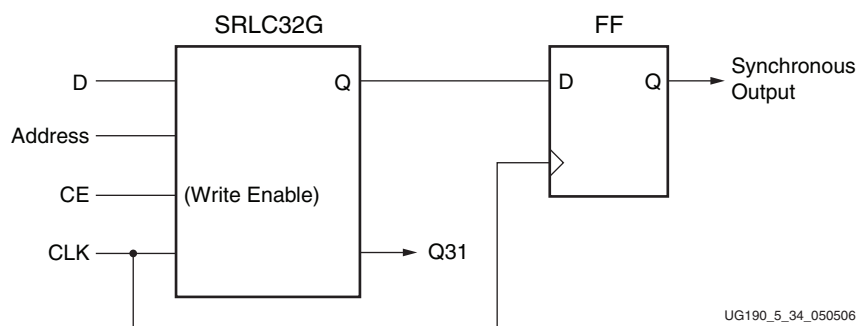 SRLC32G
FF
D
Q
D
Q
Synchronous
Output
Address
CE
(Write Enable)
CLK
Q31
UG190_5_34_050506